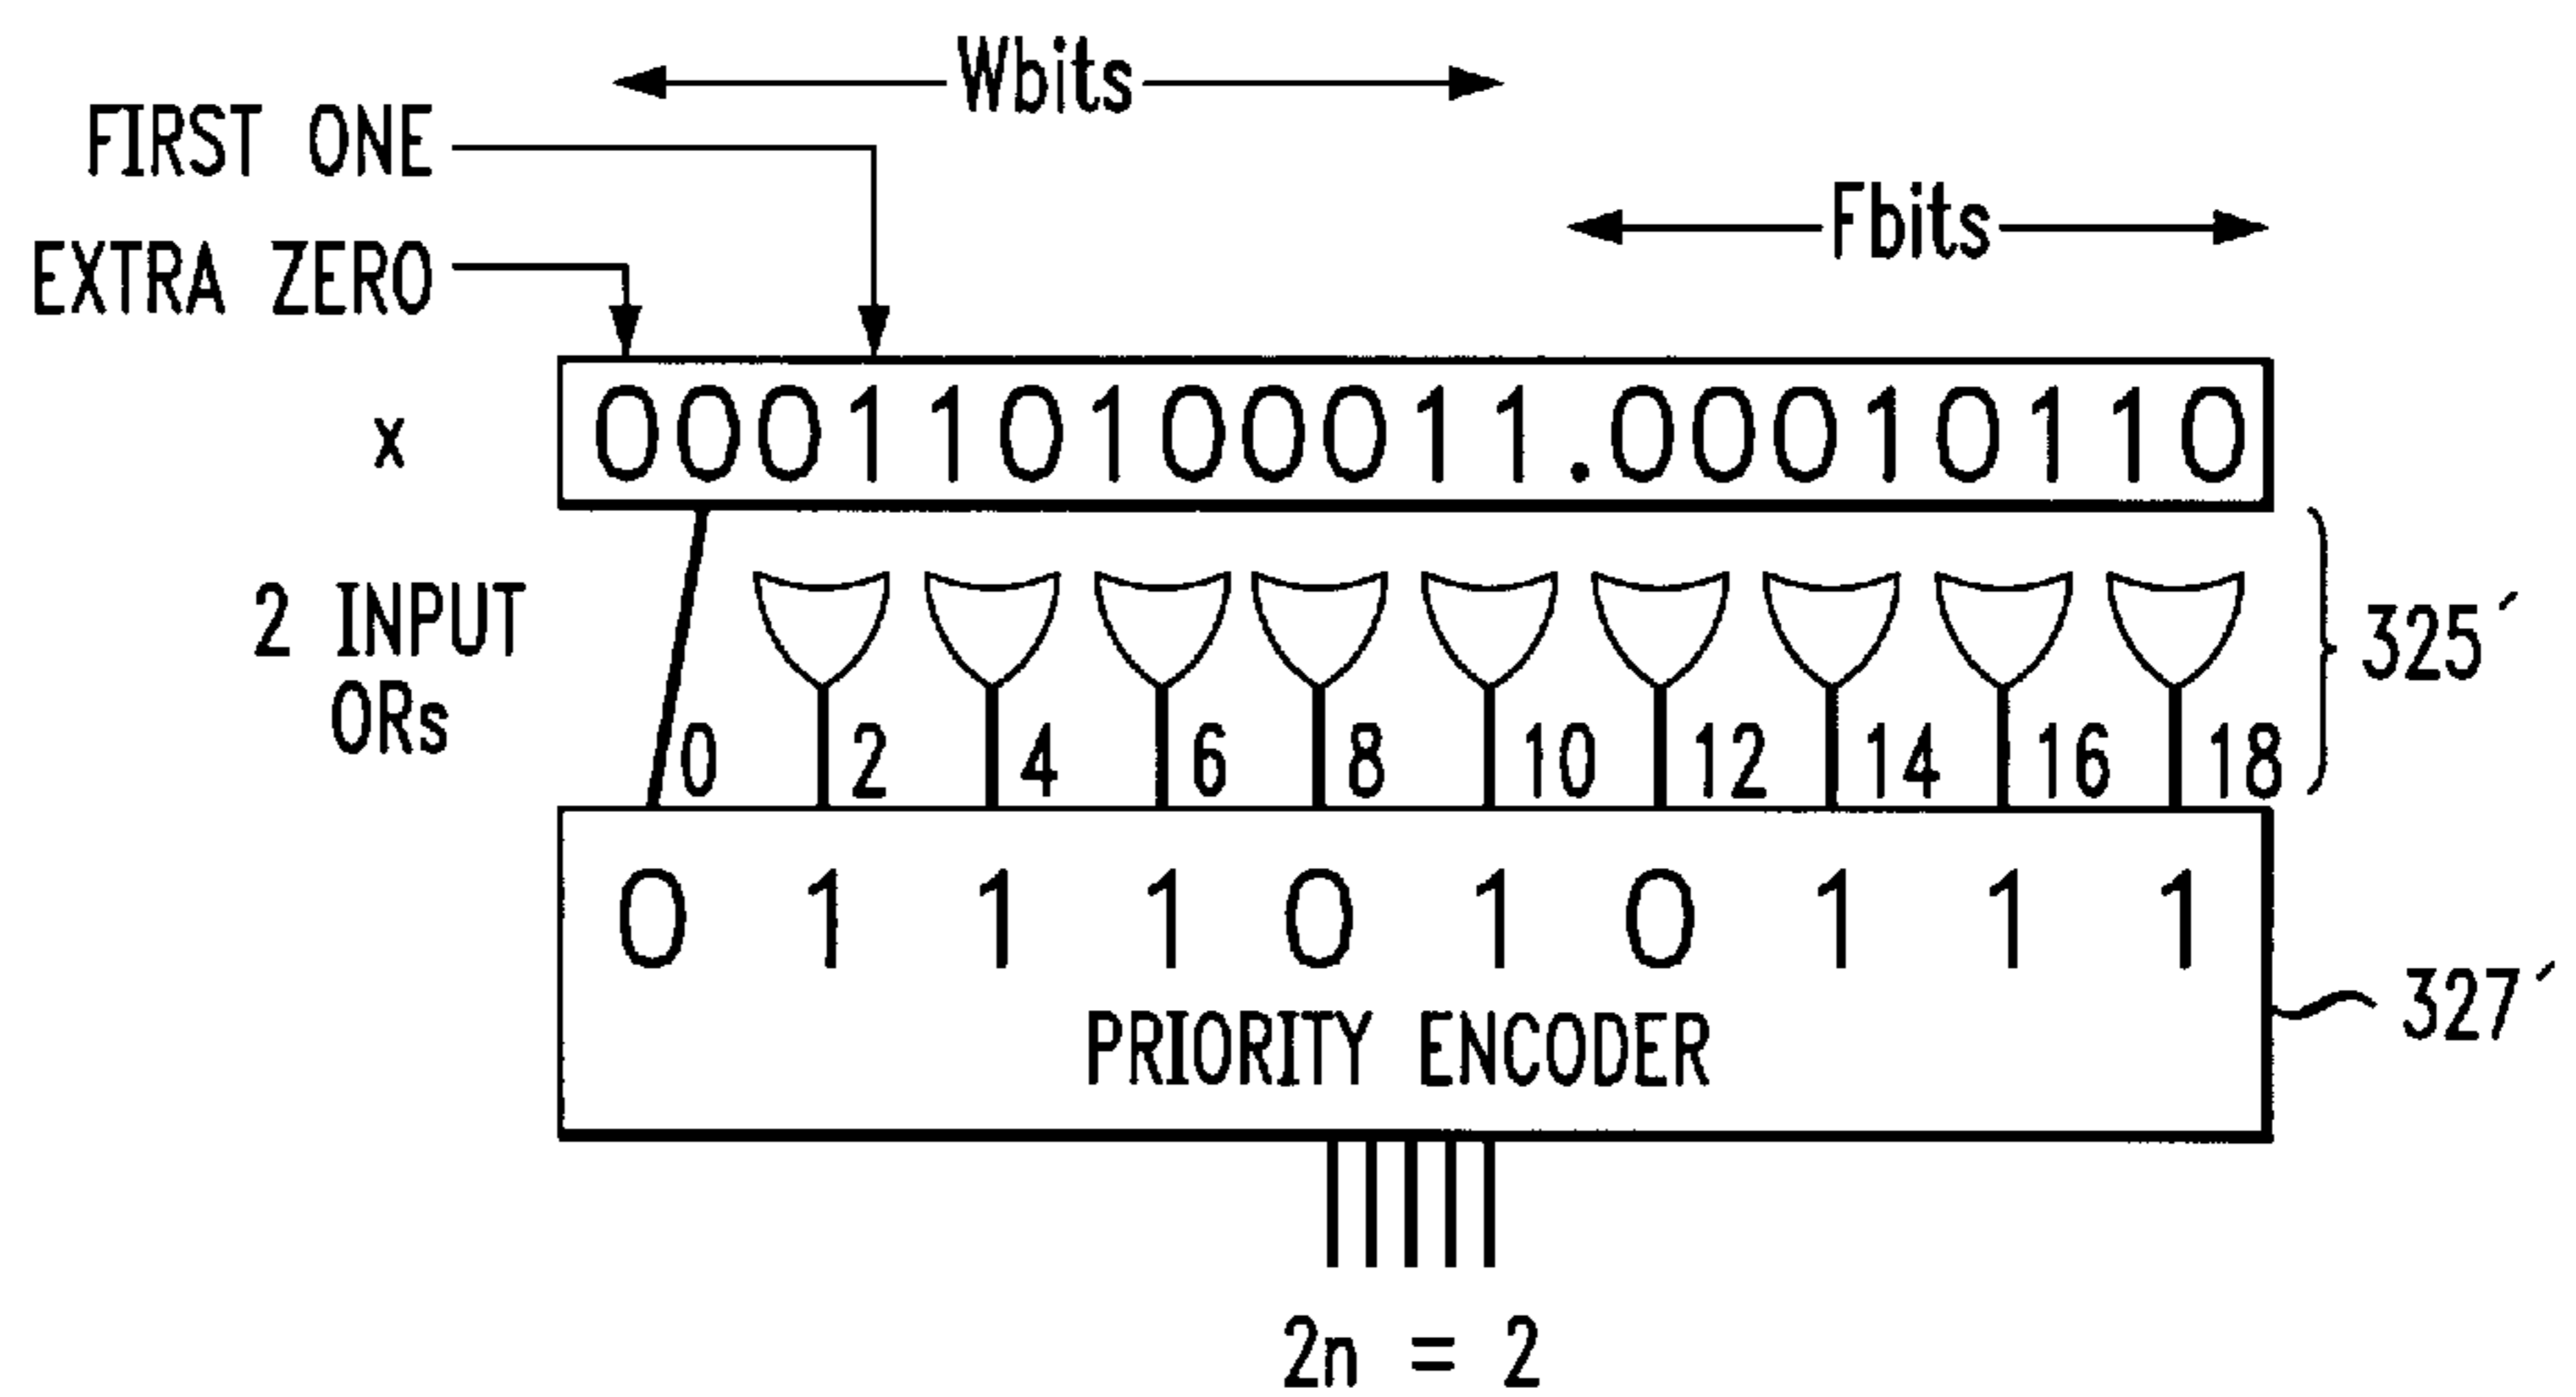 Wbits
FIRST ONE
Fbits
EXTRA ZERO
x
000110100011.00010110
2 INPUT
ORs
0 2 4 6 8 10 12 14 16 18
325′
0 1 1 1 0 1 0 1 1 1
PRIORITY ENCODER
327′
2n = 2